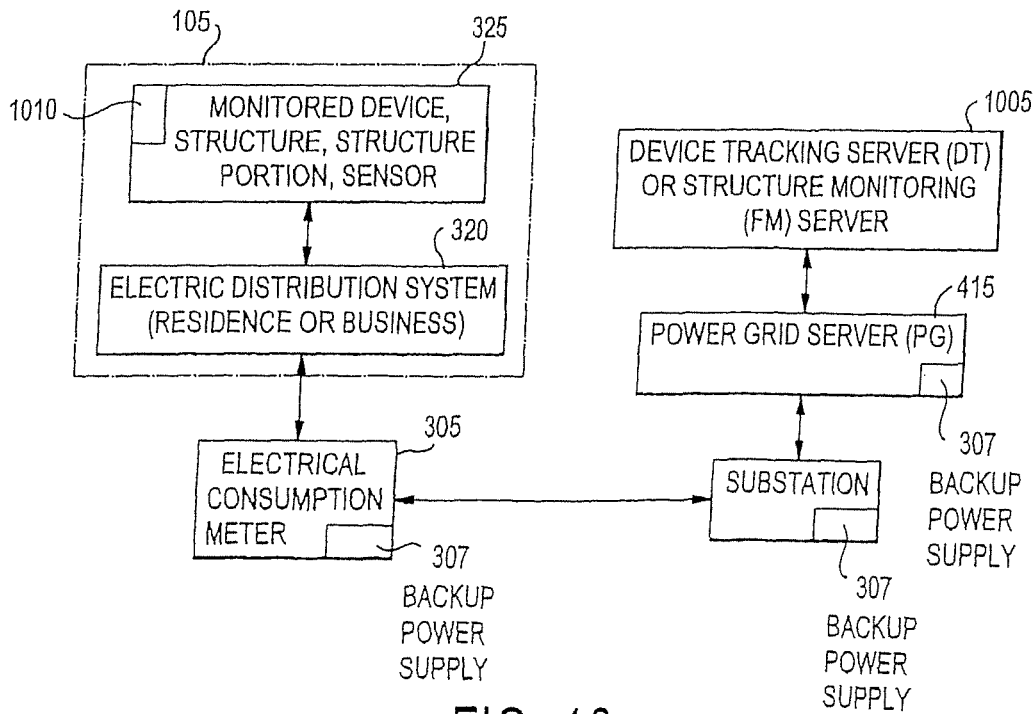 105
325
1010
MONITORED DEVICE,
STRUCTURE, STRUCTURE
PORTION, SENSOR
320
ELECTRIC DISTRIBUTION SYSTEM
(RESIDENCE OR BUSINESS)
305
ELECTRICAL
CONSUMPTION
METER
307
BACKUP
POWER
SUPPLY
1005
DEVICE TRACKING SERVER (DT)
OR STRUCTURE MONITORING
(FM) SERVER
415
POWER GRID SERVER (PG)
307
BACKUP
POWER
SUPPLY
SUBSTATION
307
BACKUP
POWER
SUPPLY